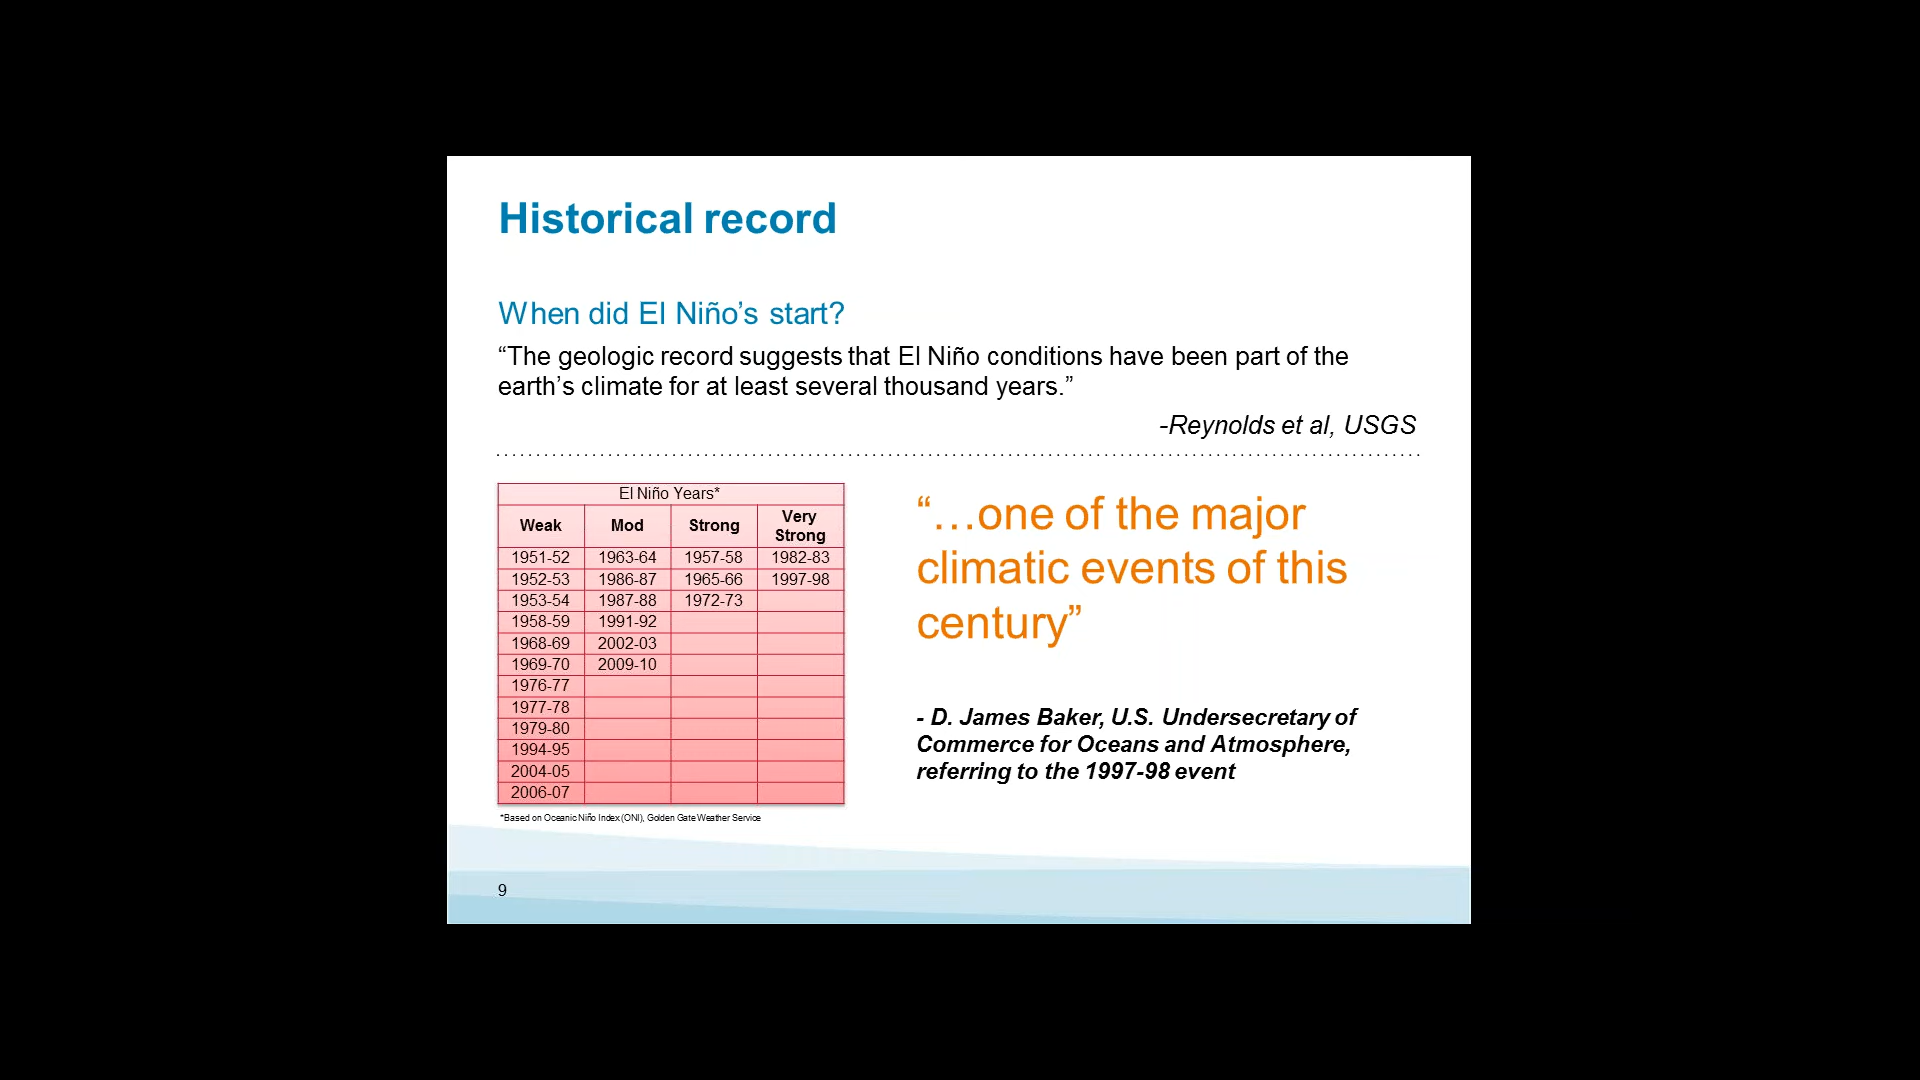 Historical record
When did El Niño’s start?
“The geologic record suggests that El Niño conditions have been part of the
earth’s climate for at least several thousand years.”
-Reynolds et al, USGS
El Niño Years*
Weak Mod Strong Very Strong
1951-52 1963-64 1957-58 1982-83
1952-53 1986-87 1965-66 1997-98
1953-54 1987-88 1972-73
1958-59 1991-92
1968-69 2002-03
1969-70 2009-10
1976-77
1977-78
1979-80
1994-95
2004-05
2006-07
*Based on Oceanic Niño Index (ONI), Golden Gate Weather Service
“…one of the major
climatic events of this
century”
- D. James Baker, U.S. Undersecretary of
Commerce for Oceans and Atmosphere,
referring to the 1997-98 event
9